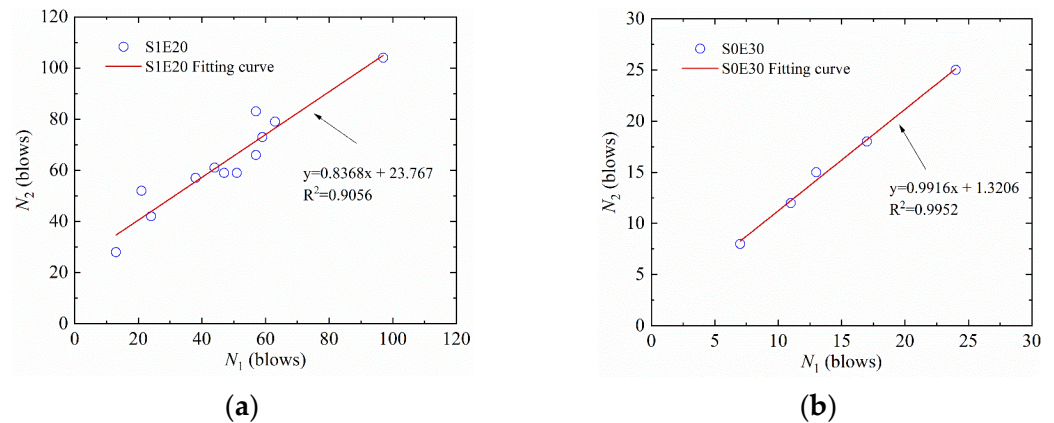 120
100
80
60
40
20
0
N₂ (blows)
S1E20
S1E20 Fitting curve
y=0.8368x + 23.767
R²=0.9056
0 20 40 60 80 100 120
N₁ (blows)
(a)
30
25
20
15
10
5
0
N₂ (blows)
S0E30
S0E30 Fitting curve
y=0.9916x + 1.3206
R²=0.9952
0 5 10 15 20 25 30
N₁ (blows)
(b)